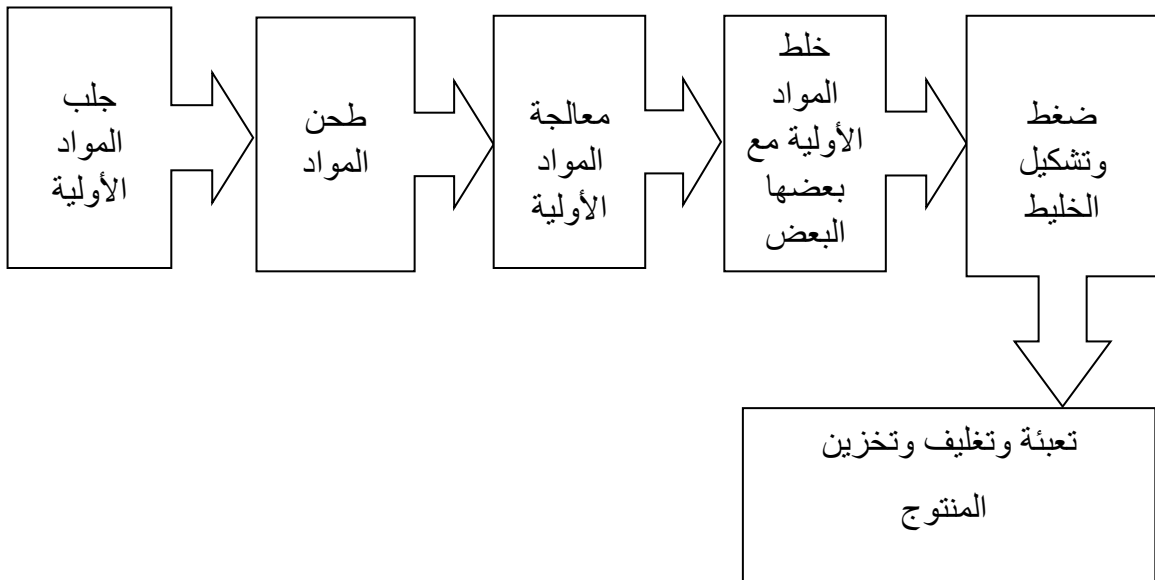 جلب
المواد
الأولية
طحن
المواد
معالجة
المواد
الأولية
خلط
المواد
الأولية مع
بعضها
البعض
ضغط
وتشكيل
الخليط
تعبئة وتغليف وتخزين
المنتوج